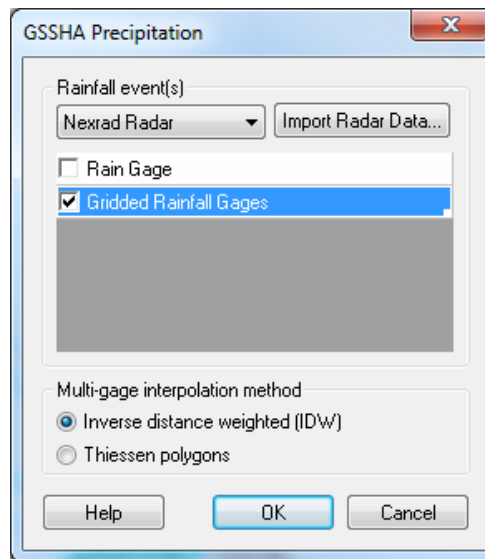 GSSHA Precipitation
Rainfall event(s)
Nexrad Radar Import Radar Data...
Rain Gage
Gridded Rainfall Gages
Multi-gage interpolation method
Inverse distance weighted (IDW)
Thiessen polygons
Help OK Cancel